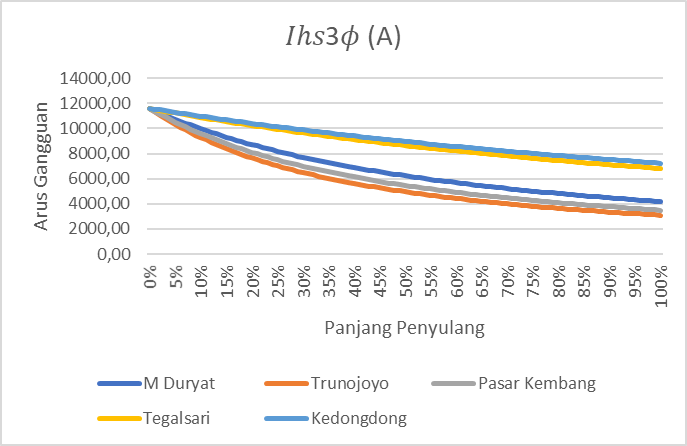 𝐼ℎ𝑠3𝜙 (A)
Arus Gangguan
14000,00
12000,00
10000,00
8000,00
6000,00
4000,00
2000,00
0,00
0% 5% 10% 15% 20% 25% 30% 35% 40% 45% 50% 55% 60% 65% 70% 75% 80% 85% 90% 95% 100%
Panjang Penyulang
M Duryat Trunojoyo Pasar Kembang
Tegalsari Kedongdong